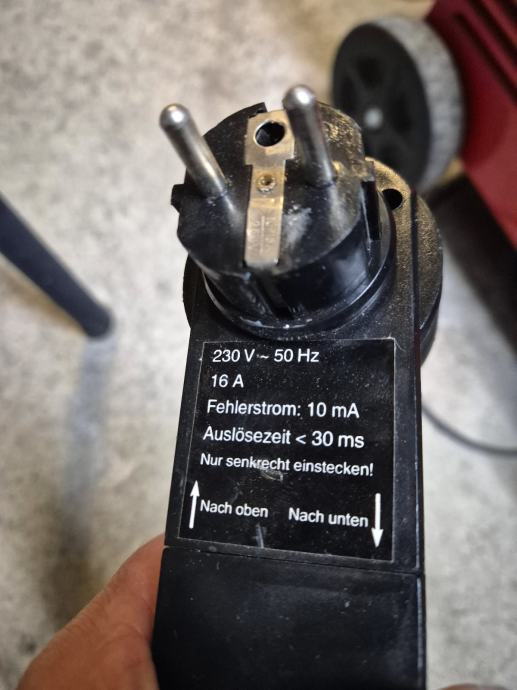 230 V ~ 50 Hz
16 A
Fehlerstrom: 10 mA
Auslösezeit < 30 ms
Nur senkrecht einstecken!
Nach oben Nach unten